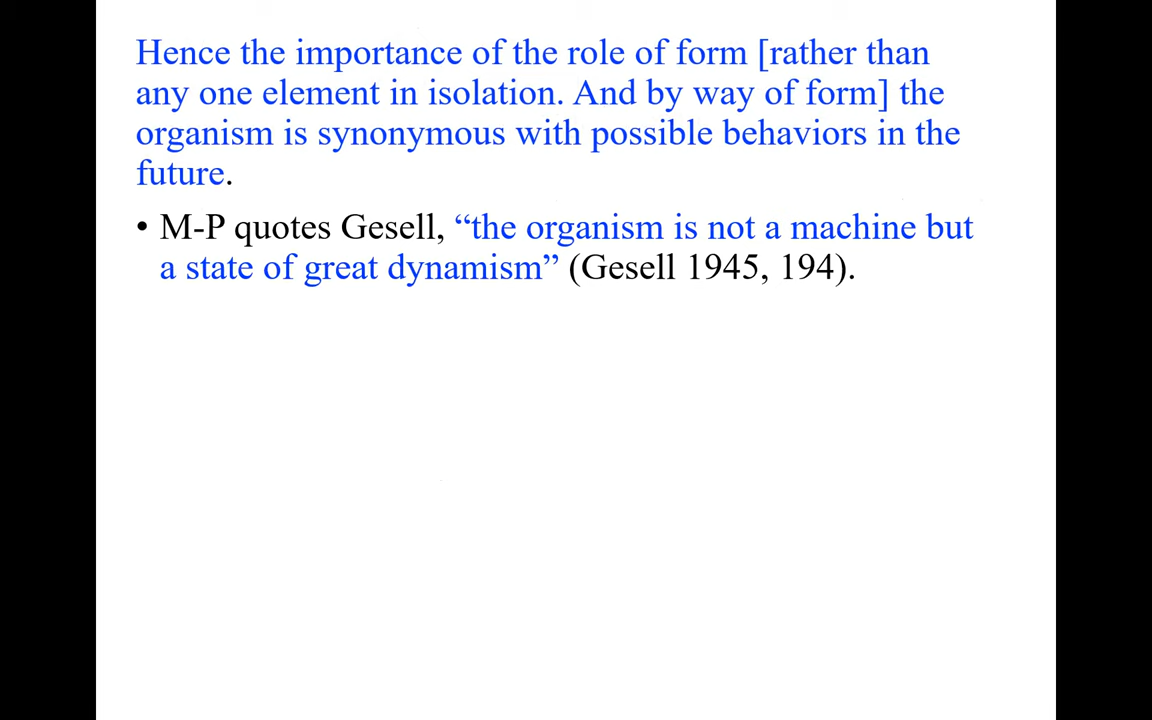 Hence the importance of the role of form [rather than
any one element in isolation. And by way of form] the
organism is synonymous with possible behaviors in the
future.
• M-P quotes Gesell, “the organism is not a machine but
a state of great dynamism” (Gesell 1945, 194).